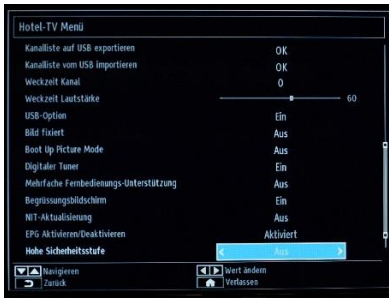 Hotel-TV Menü
Kanalliste auf USB exportieren OK
Kanalliste vom USB importieren OK
Weckzeit Kanal 0
Weckzeit Lautstärke 60
USB-Option Ein
Bild fixiert Aus
Boot Up Picture Mode Aus
Digitaler Tuner Ein
Mehrfache Fernbedienungs-Unterstützung Aus
Begrüssungsbildschirm Ein
NIT-Aktualisierung Aus
EPG Aktivieren/Deaktivieren Aktiviert
Hohe Sicherheitsstufe Aus
Navigieren Wert ändern
Zurück Verlassen